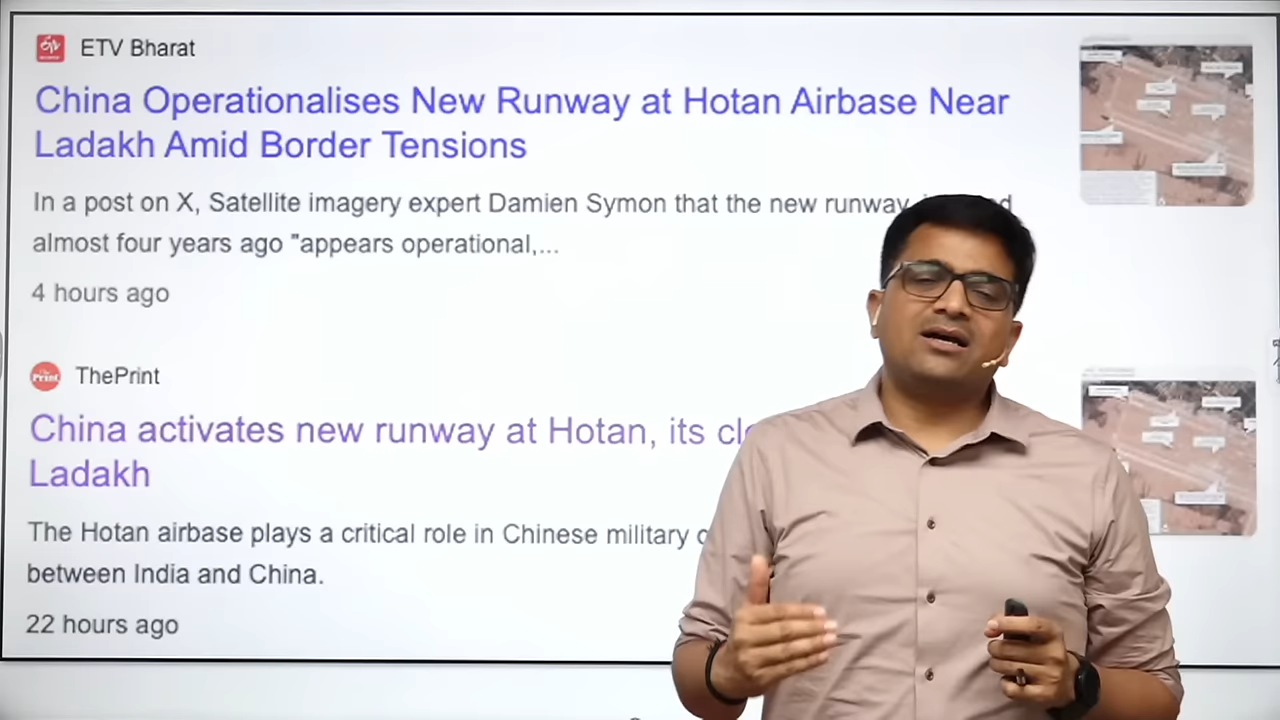 ETV Bharat
China Operationalises New Runway at Hotan Airbase Near
Ladakh Amid Border Tensions
In a post on X, Satellite imagery expert Damien Symon that the new runway
almost four years ago "appears operational,...
4 hours ago
ThePrint
China activates new runway at Hotan, its
Ladakh
The Hotan airbase plays a critical role in Chinese military
between India and China.
22 hours ago